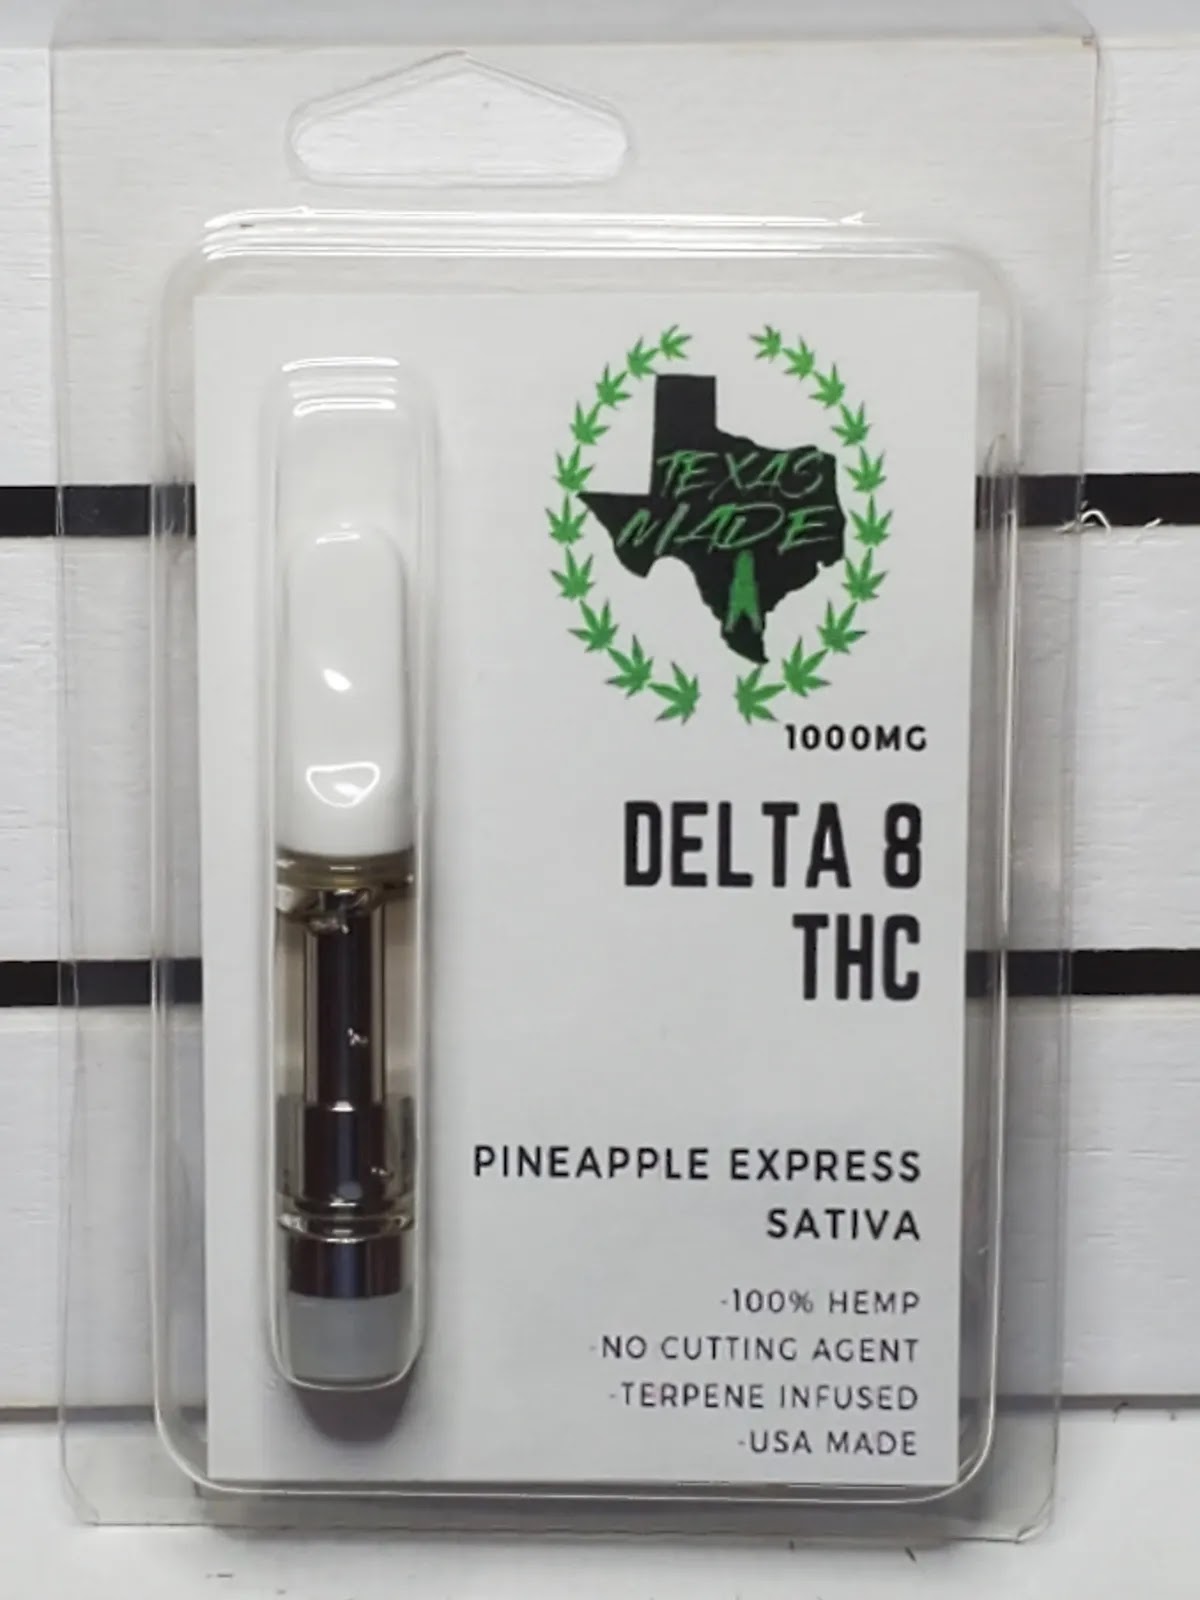 TEXAS
MADE
1000MG
DELTA 8
THC
PINEAPPLE EXPRESS
SATIVA
-100% HEMP
-NO CUTTING AGENT
-TERPENE INFUSED
-USA MADE